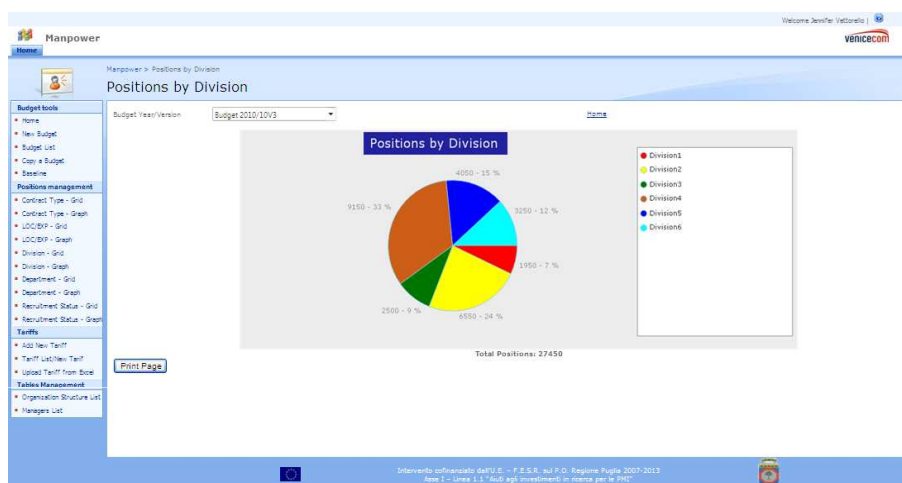 Welcome Jennifer Vettorello |
Manpower
venicecom
Home
Manpower > Positions by Division
Positions by Division
Budget tools
Home
New Budget
Budget List
Copy a Budget
Baseline
Positions management
Contract Type - Grid
Contract Type - Graph
LOC/EXP - Grid
LOC/EXP - Graph
Division - Grid
Division - Graph
Department - Grid
Department - Graph
Recruitment Status - Grid
Recruitment Status - Graph
Tariffs
Add New Tariff
Tariff List/New Tarif
Upload Tariff from Excel
Tables Management
Organization Structure List
Managers List
Budget Year/Version
Budget 2010/10V3
Home
Positions by Division
4050 - 15 %
9150 - 33 %
3250 - 12 %
1950 - 7 %
2500 - 9 %
6550 - 24 %
Division1
Division2
Division3
Division4
Division5
Division6
Total Positions: 27450
Print Page
Intervento cofinanziato dall'U.E. - F.E.S.R. sul P.O. Regione Puglia 2007-2013
Asse I - Linea 1.1 "Aiuti agli investimenti in ricerca per le PMI"